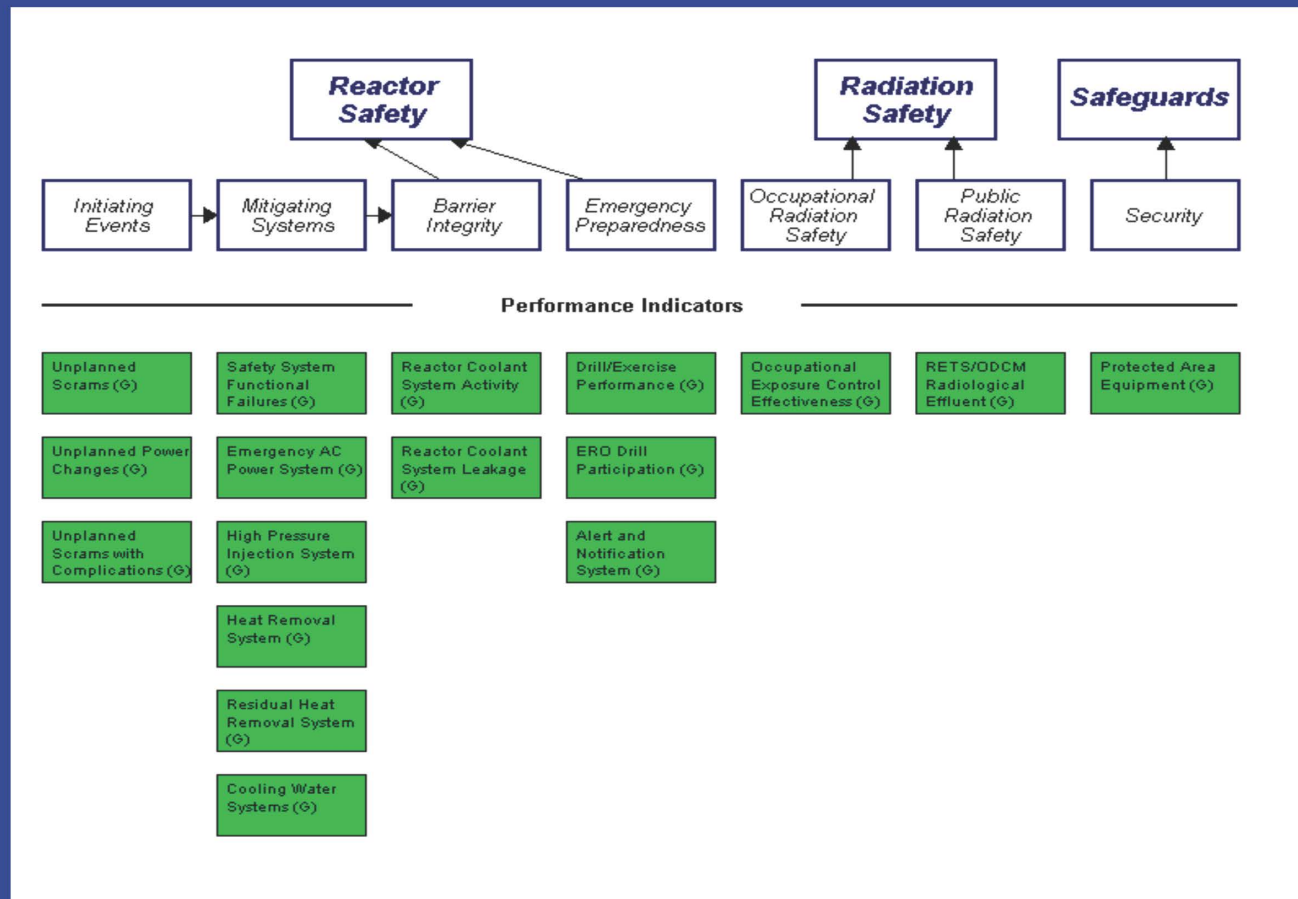 Reactor
Safety
Radiation
Safety
Safeguards
Initiating
Events
Mitigating
Systems
Barrier
Integrity
Emergency
Preparedness
Occupational
Radiation
Safety
Public
Radiation
Safety
Security
Performance Indicators
Unplanned
Scrams (G)
Safety System
Functional
Failures (G)
Reactor Coolant
System Activity
(G)
Drill/Exercise
Performance (G)
Occupational
Exposure Control
Effectiveness (G)
RETS/ODCM
Radiological
Effluent (G)
Protected Area
Equipment (G)
Unplanned Power
Changes (G)
Emergency AC
Power System (G)
Reactor Coolant
System Leakage
(G)
ERO Drill
Participation (G)
Unplanned
Scrams with
Complications (G)
High Pressure
Injection System
(G)
Alert and
Notification
System (G)
Heat Removal
System (G)
Residual Heat
Removal System
(G)
Cooling Water
Systems (G)